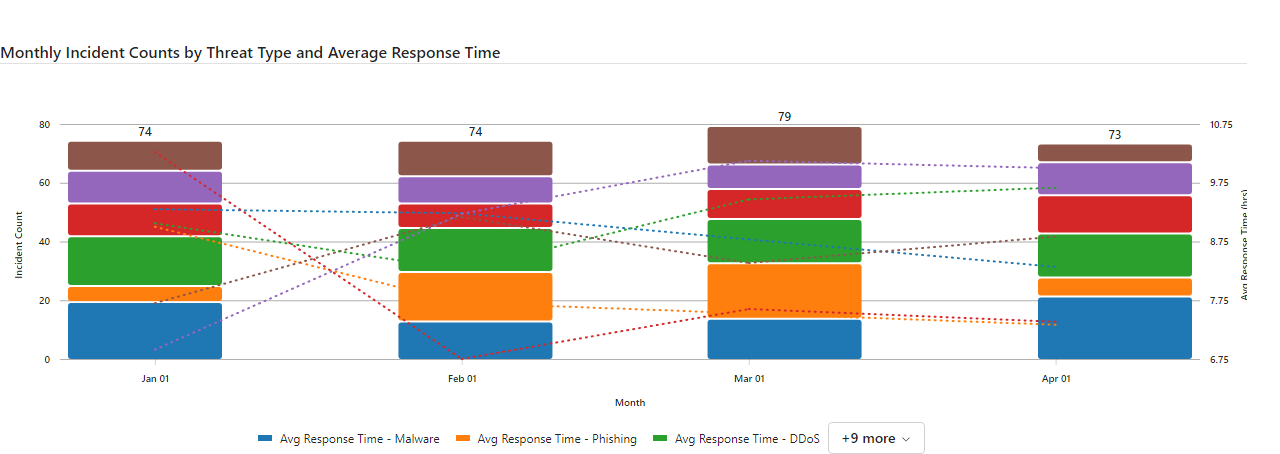 Monthly Incident Counts by Threat Type and Average Response Time
74
74
79
73
80
60
40
20
0
10.75
9.75
8.75
7.75
6.75
Incident Count
Avg Response Time (hrs)
Jan 01
Feb 01
Mar 01
Apr 01
Month
Avg Response Time - Malware
Avg Response Time - Phishing
Avg Response Time - DDoS
+9 more